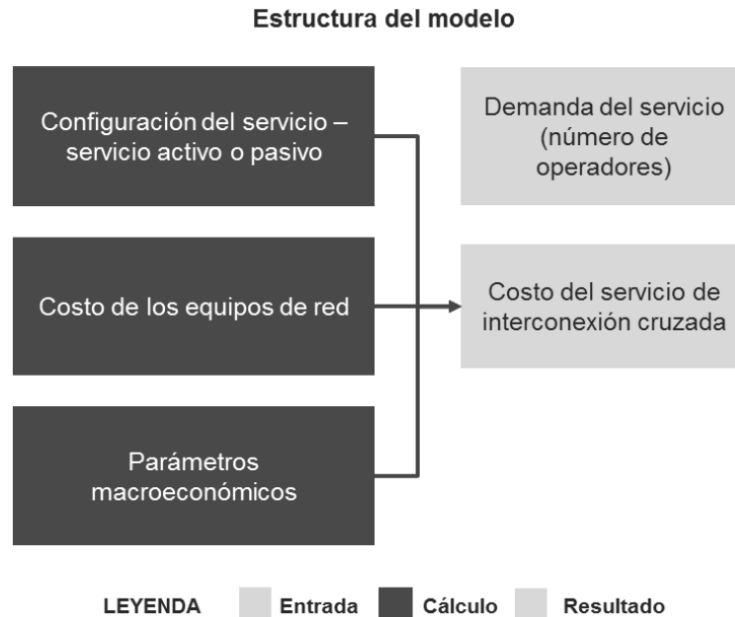 Estructura del modelo
Configuración del servicio –
servicio activo o pasivo
Demanda del servicio
(número de
operadores)
Costo de los equipos de red
Costo del servicio de
interconexión cruzada
Parámetros
macroeconómicos
LEYENDA Entrada Cálculo Resultado